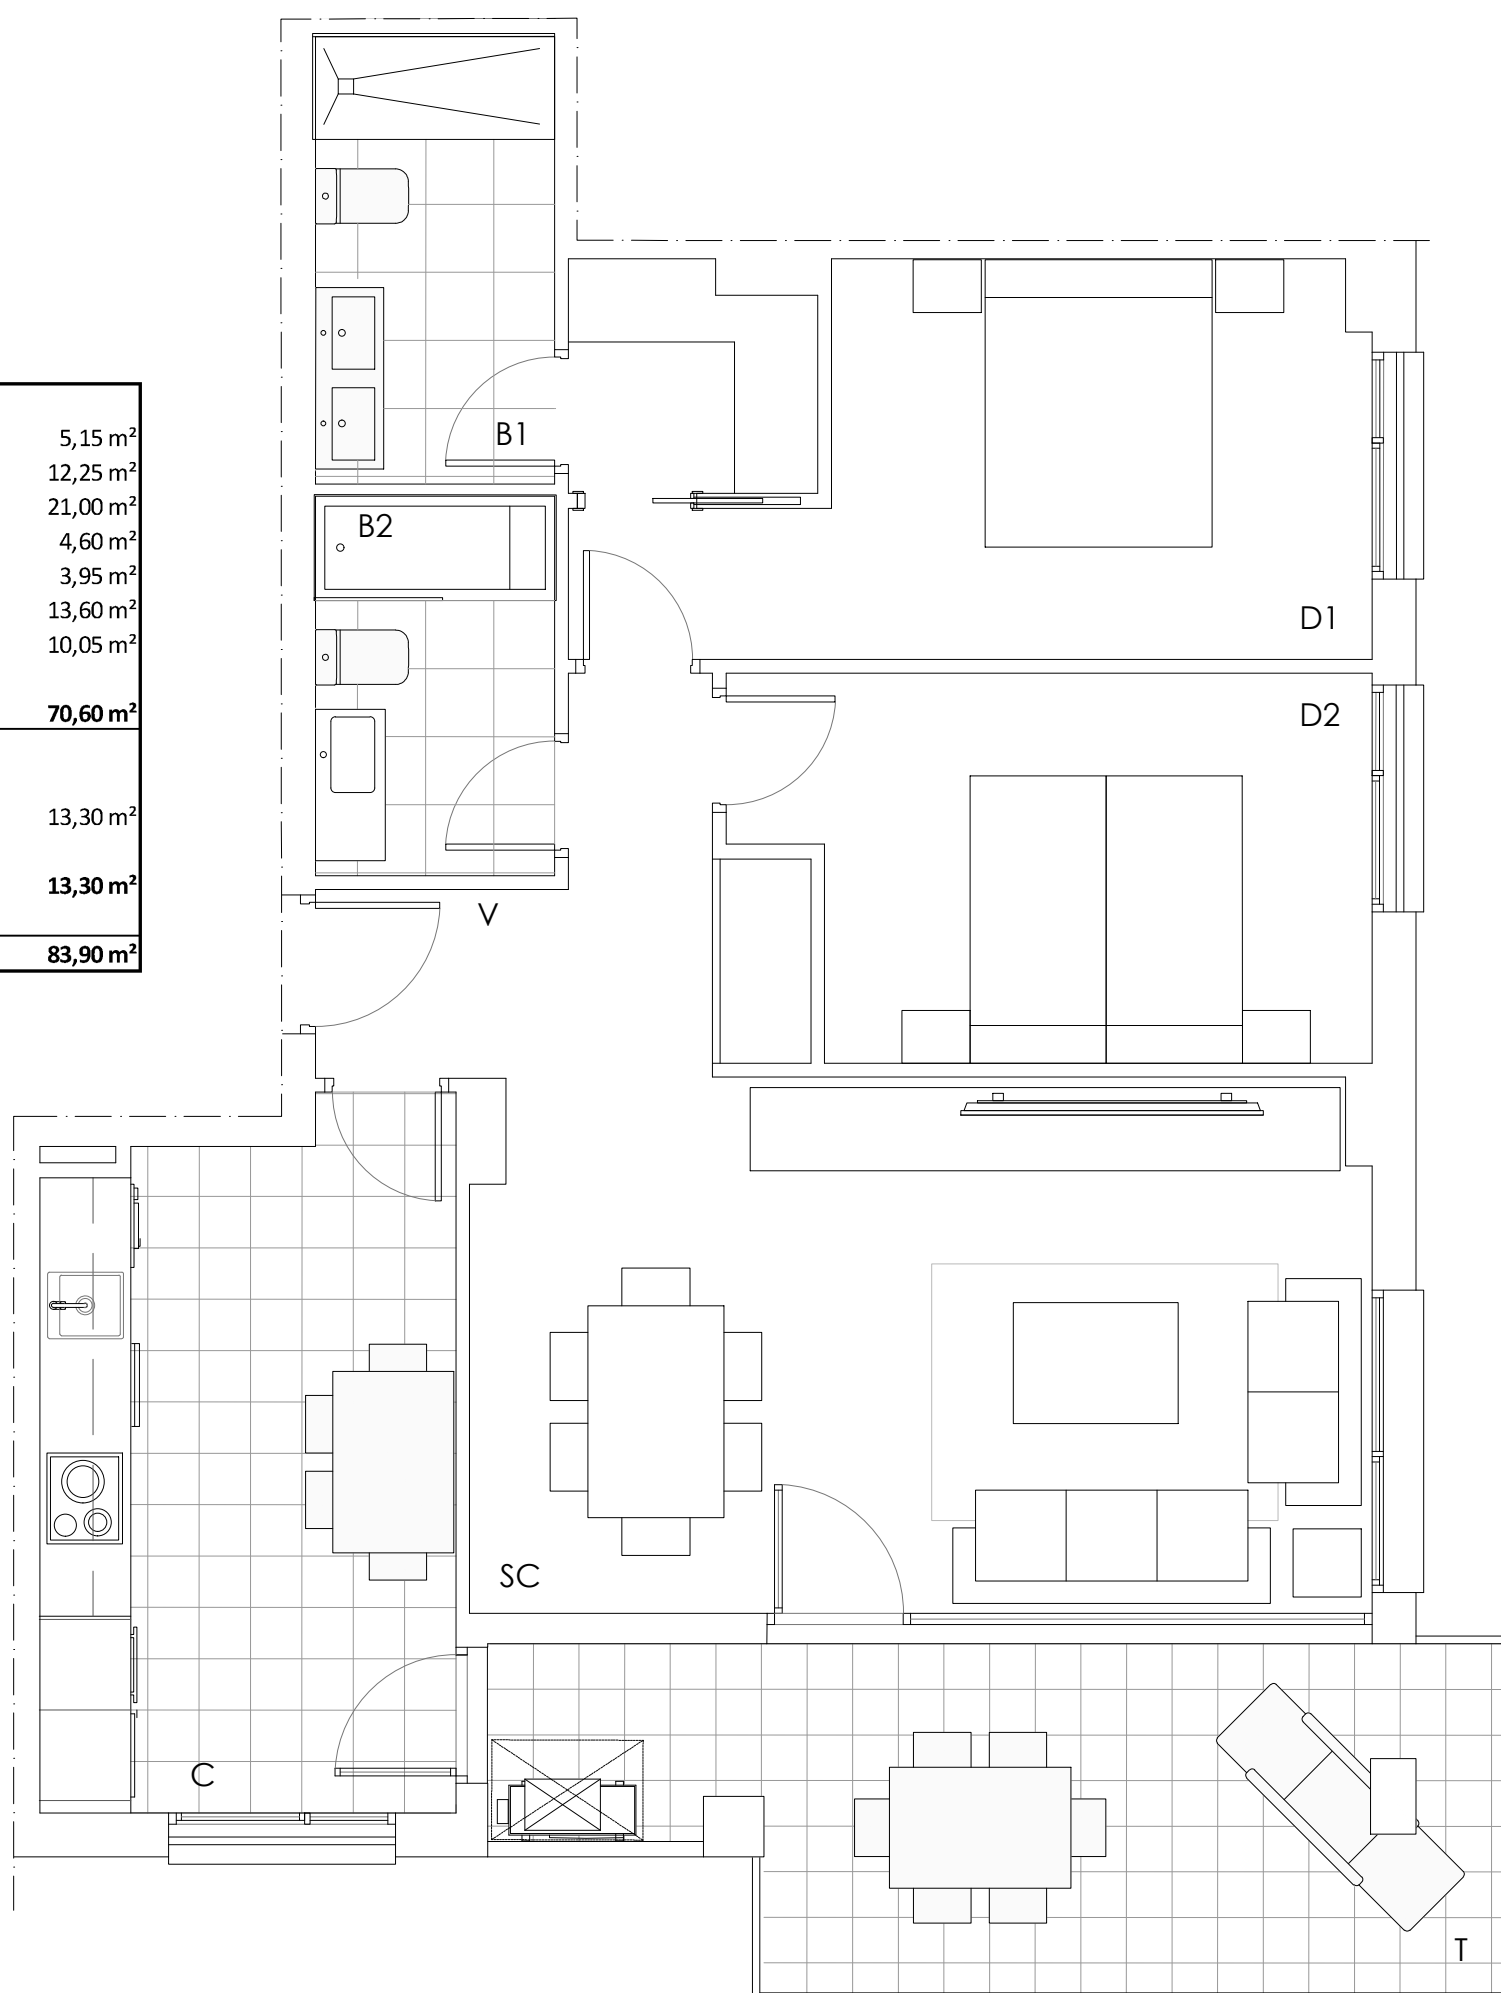 5,15 m²
12,25 m²
21,00 m²
4,60 m²
3,95 m²
13,60 m²
10,05 m²
70,60 m²
13,30 m²
13,30 m²
83,90 m²
B1
B2
D1
D2
V
SC
C
T